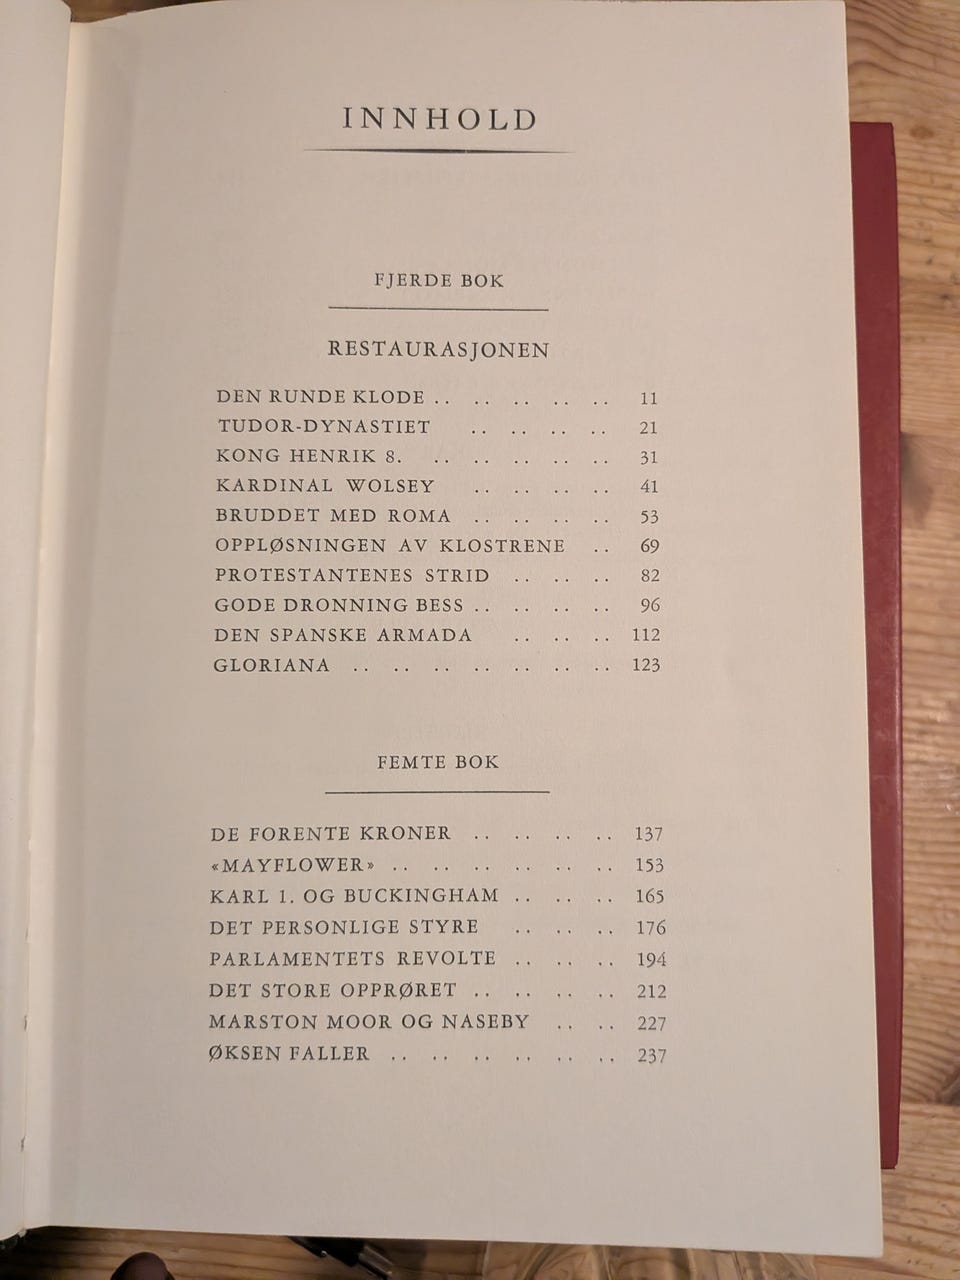 INNHOLD
FJERDE BOK
RESTAURASJONEN
DEN RUNDE KLODE .. .. .. .. .. 11
TUDOR-DYNASTIET .. .. .. .. 21
KONG HENRIK 8. .. .. .. .. .. 31
KARDINAL WOLSEY .. .. .. .. 41
BRUDDET MED ROMA .. .. .. .. 53
OPPLØSNINGEN AV KLOSTRENE .. 69
PROTESTANTENES STRID .. .. .. 82
GODE DRONNING BESS .. .. .. .. 96
DEN SPANSKE ARMADA .. .. .. 112
GLORIANA .. .. .. .. .. .. .. 123
FEMTE BOK
DE FORENTE KRONER .. .. .. .. 137
«MAYFLOWER» .. .. .. .. .. .. 153
KARL 1. OG BUCKINGHAM .. .. .. 165
DET PERSONLIGE STYRE .. .. .. 176
PARLAMENTETS REVOLTE .. .. .. 194
DET STORE OPPRØRET .. .. .. .. 212
MARSTON MOOR OG NASEBY .. .. 227
ØKSEN FALLER .. .. .. .. .. .. 237